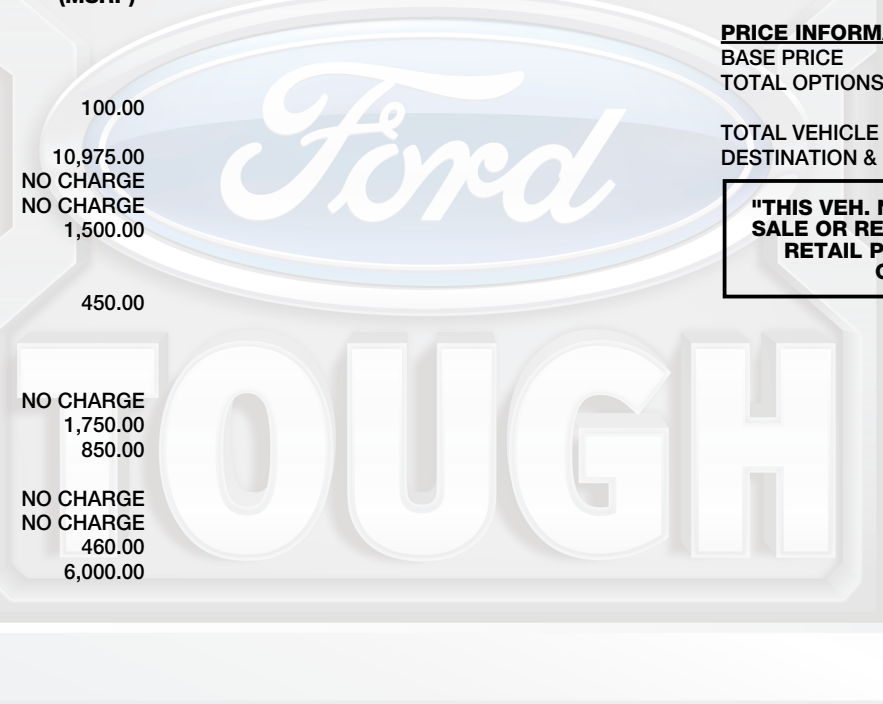 (MSRP)
100.00
10,975.00
NO CHARGE
NO CHARGE
1,500.00
450.00
NO CHARGE
1,750.00
850.00
NO CHARGE
NO CHARGE
460.00
6,000.00
PRICE INFORMA
BASE PRICE
TOTAL OPTIONS
TOTAL VEHICLE
DESTINATION &
"THIS VEH. N
SALE OR RE
RETAIL P
Ford
TOUGH